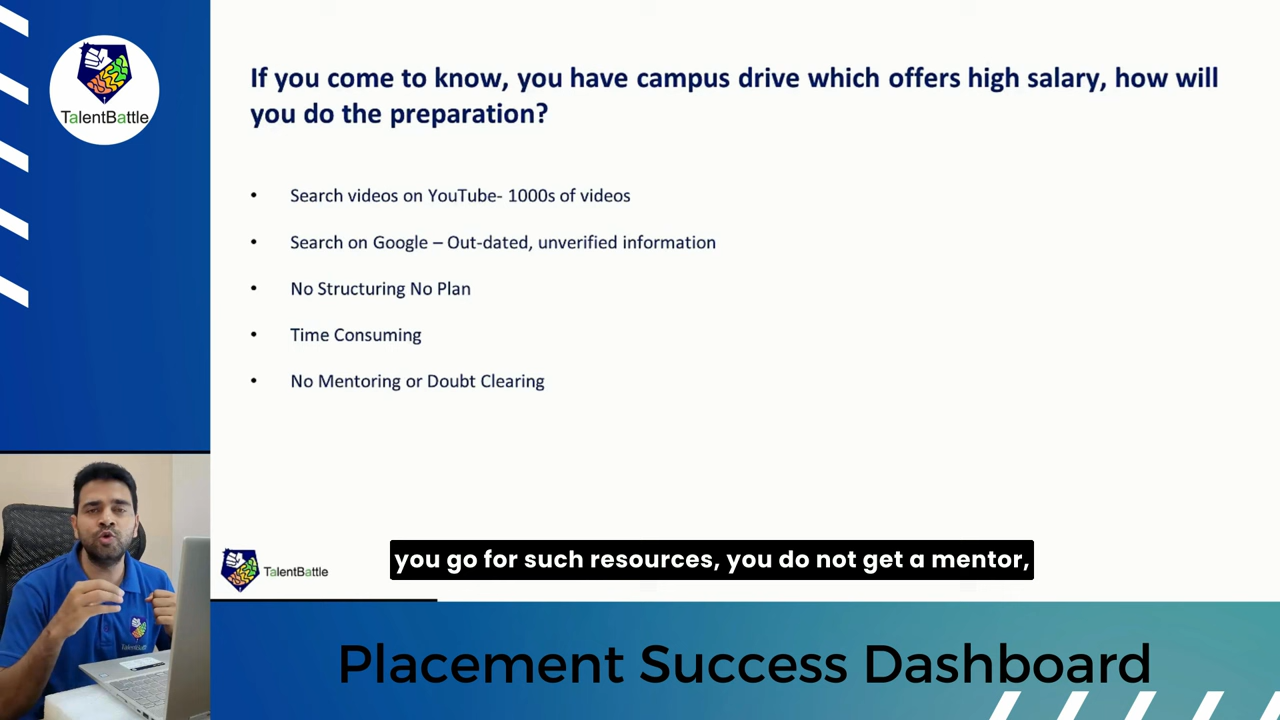 TalentBattle
If you come to know, you have campus drive which offers high salary, how will
you do the preparation?
• Search videos on YouTube- 1000s of videos
• Search on Google – Out-dated, unverified information
• No Structuring No Plan
• Time Consuming
• No Mentoring or Doubt Clearing
TalentBattle
you go for such resources, you do not get a mentor,
Placement Success Dashboard